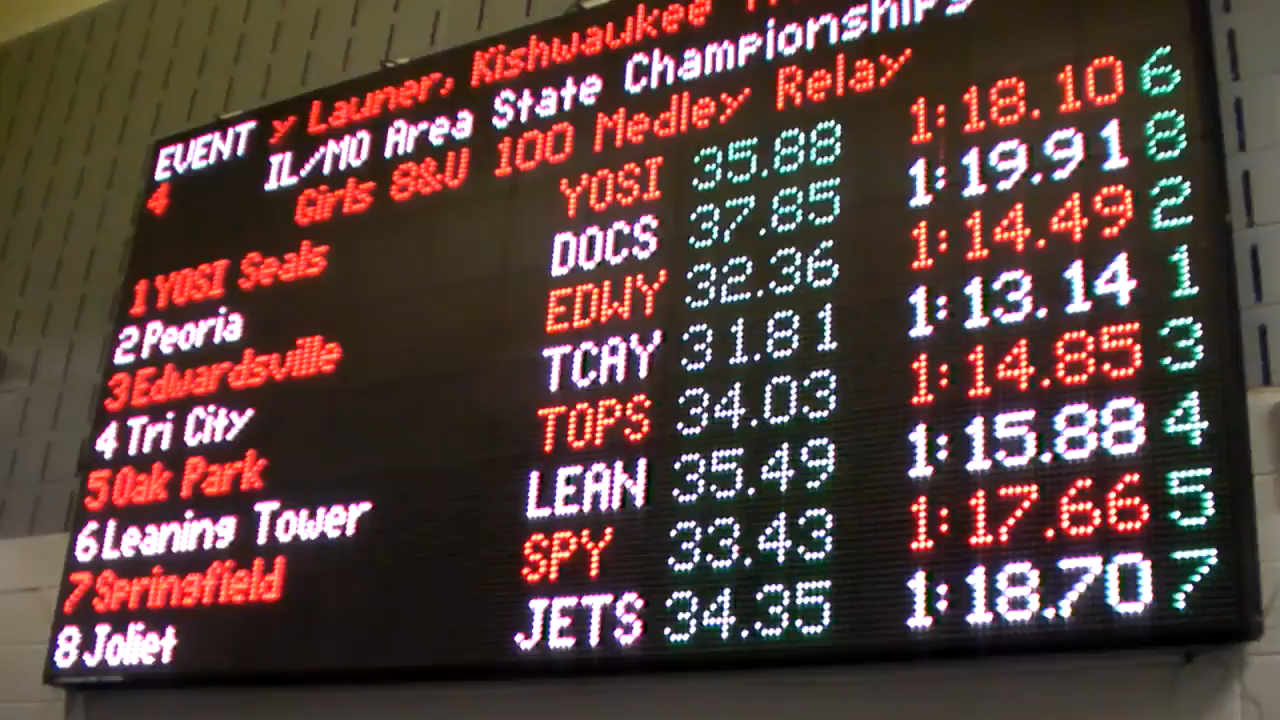 y Launer, Kishwaukee
EVENT IL/MO Area State Championships
4 Girls 8&U 100 Medley Relay
1 YOSI Seals YOSI 35.88 1:18.10 6
2 Peoria DOCS 37.85 1:19.91 8
3 Edwardsville EDWY 32.36 1:14.49 2
4 Tri City TCAY 31.81 1:13.14 1
5 Oak Park TOPS 34.03 1:14.85 3
6 Leaning Tower LEAN 35.49 1:15.88 4
7 Springfield SPY 33.43 1:17.66 5
8 Joliet JETS 34.35 1:18.70 7